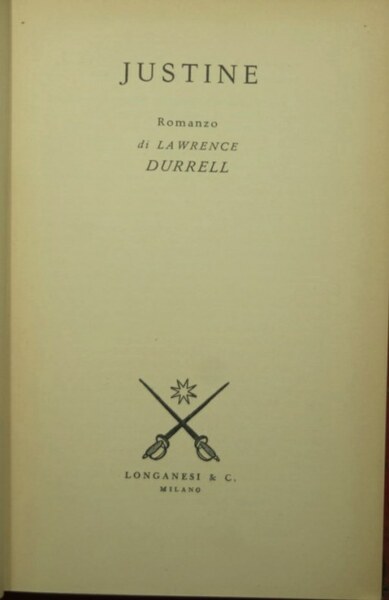 JUSTINE
Romanzo
di LAWRENCE
DURRELL
LONGANESI & C.
MILANO